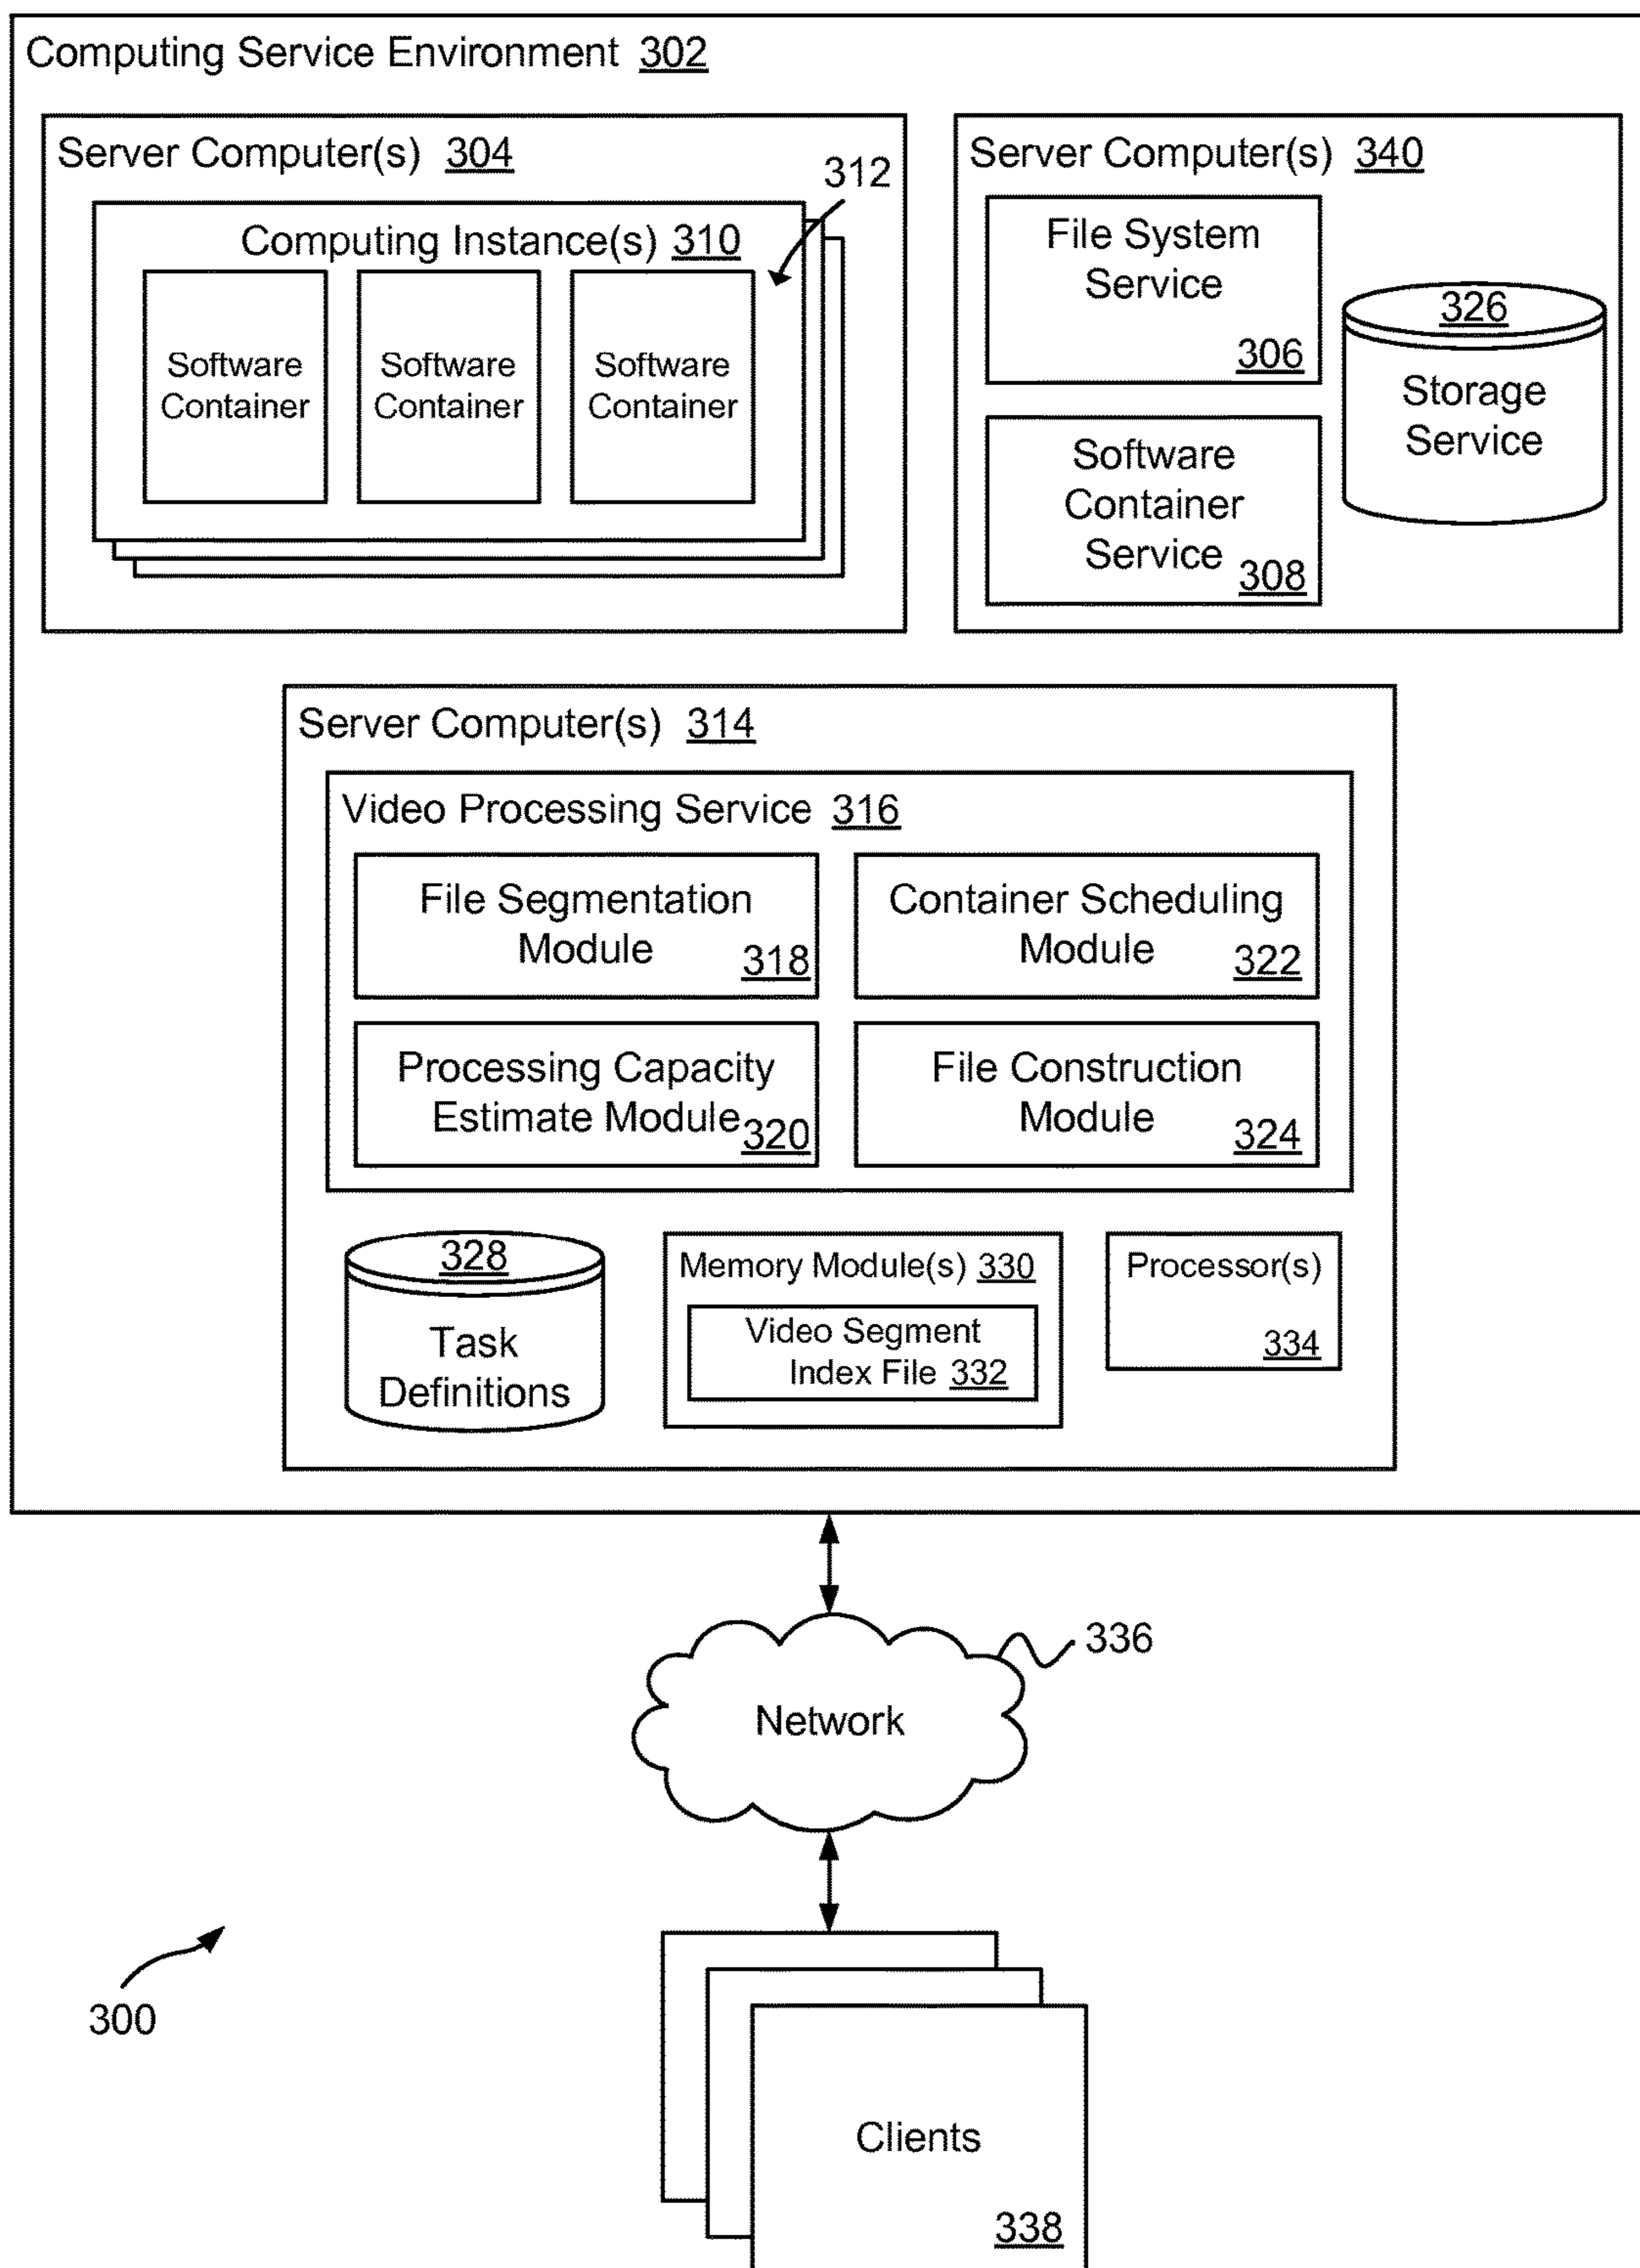 Computing Service Environment 302
Server Computer(s) 304
312
Computing Instance(s) 310
Software
Container
Software
Container
Software
Container
Server Computer(s) 340
File System
Service
306
Software
Container
Service
308
326
Storage
Service
Server Computer(s) 314
Video Processing Service 316
File Segmentation
Module
318
Container Scheduling
Module
322
Processing Capacity
Estimate Module
320
File Construction
Module
324
328
Task
Definitions
Memory Module(s) 330
Video Segment
Index File 332
Processor(s)
334
336
Network
300
Clients
338